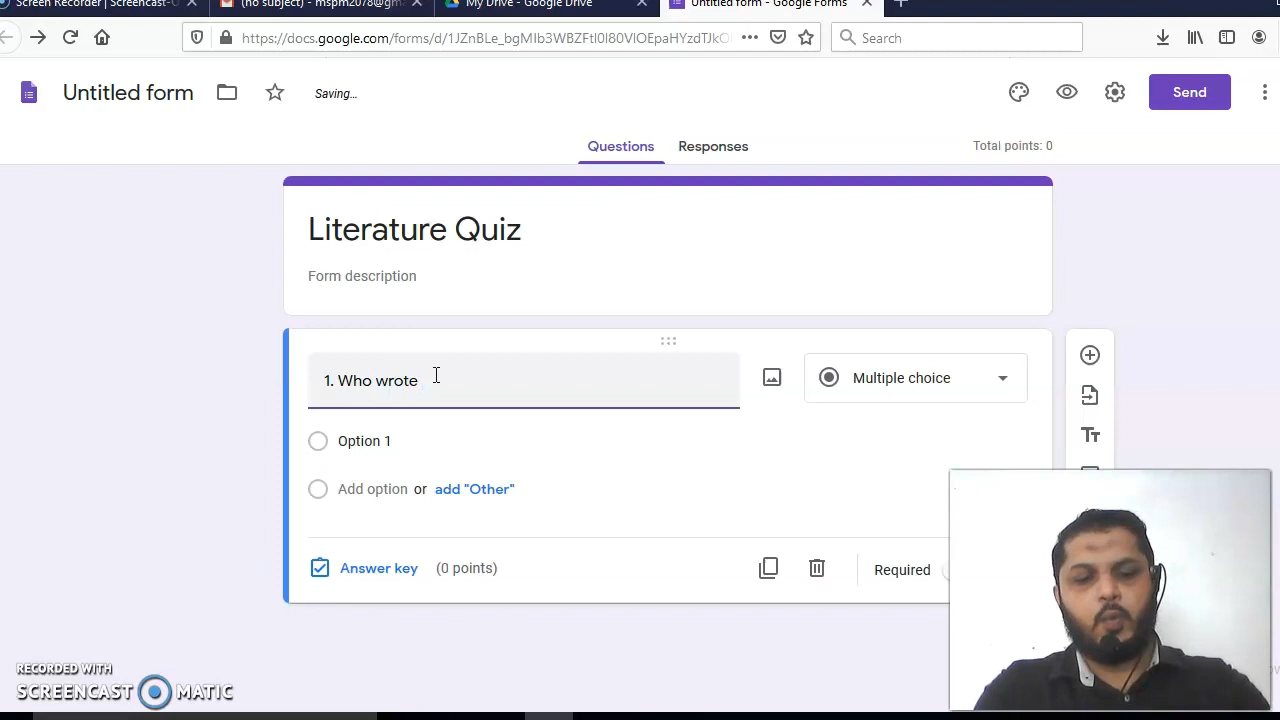 Screen Recorder | Screencast-O
(no subject) - mspm2078@gma
My Drive - Google Drive
Untitled form - Google Forms
https://docs.google.com/forms/d/1JZnBLe_bgMIb3WBZFtl0l80VlOEpaHYzdTJkO
Search
Untitled form
Saving...
Send
Questions
Responses
Total points: 0
Literature Quiz
Form description
1. Who wrote
Multiple choice
Option 1
Add option or add "Other"
Answer key
(0 points)
Required
RECORDED WITH
SCREENCAST MATIC